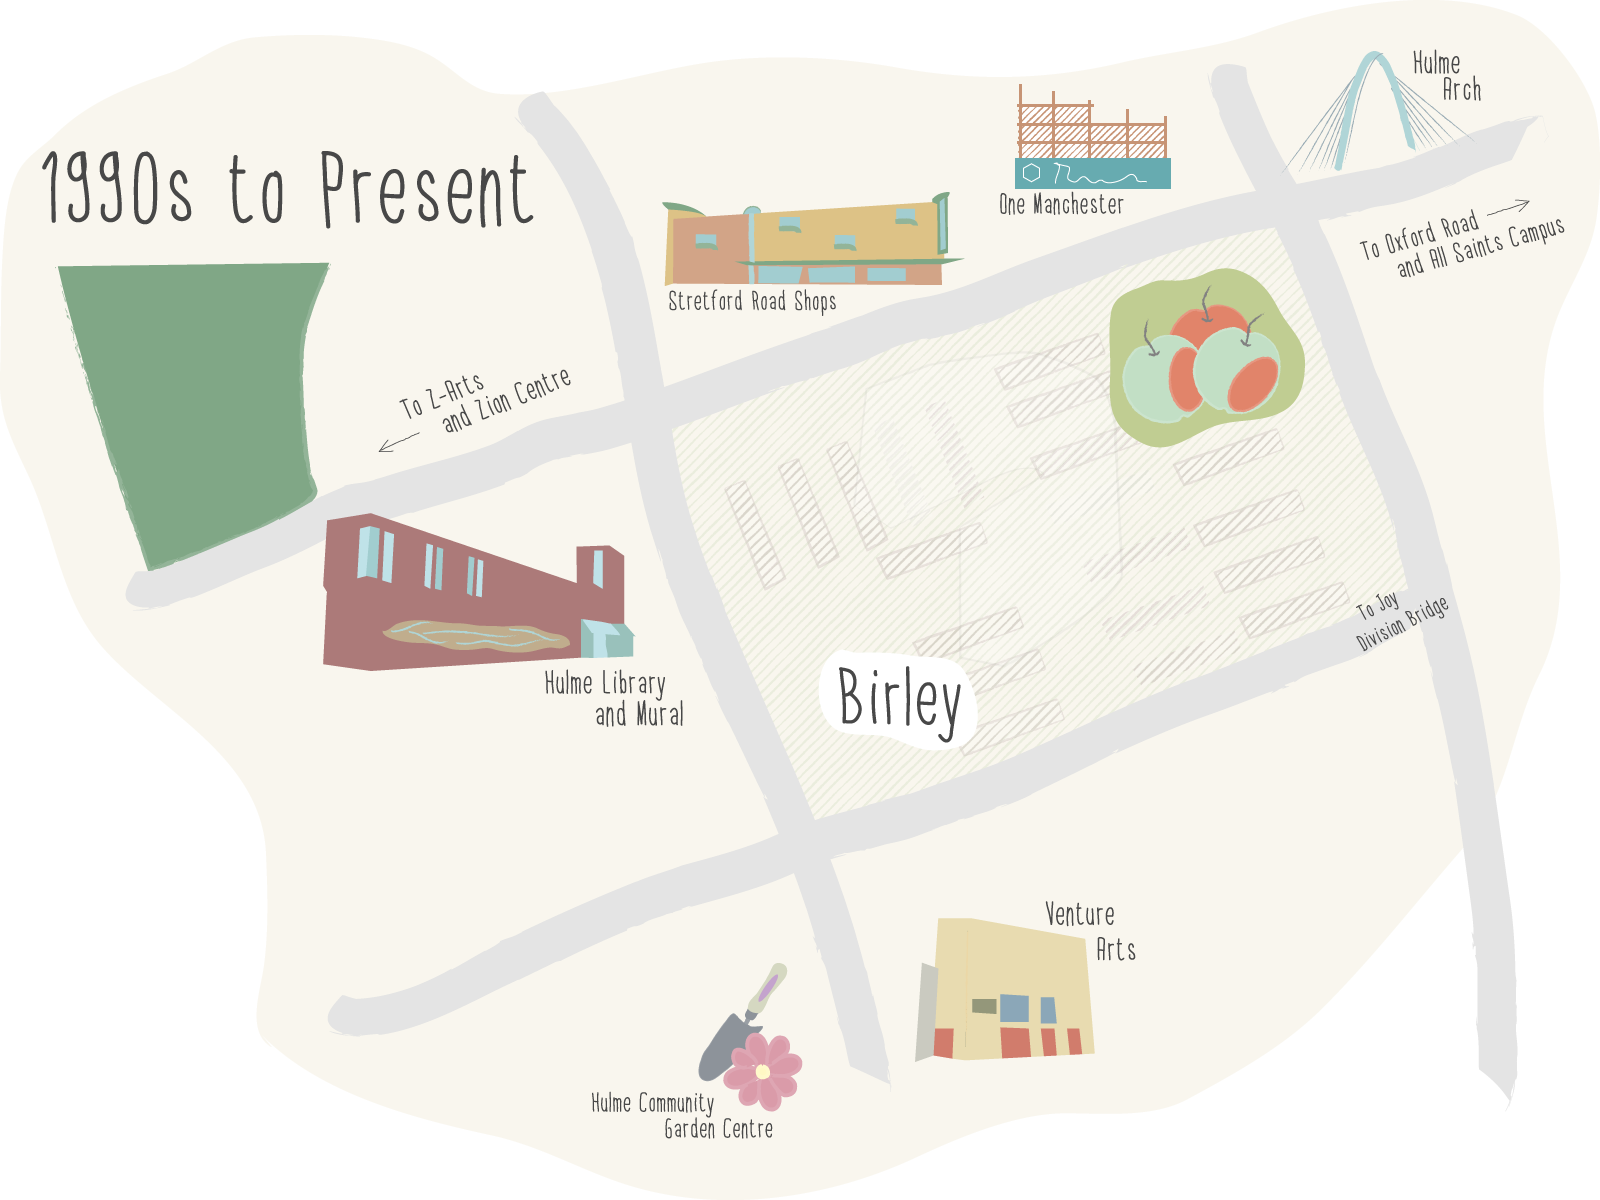 1990s to Present
Hulme
Arch
One Manchester
To Oxford Road
and All Saints Campus
Stretford Road Shops
To Z-Arts
and Zion Centre
To Joy
Division Bridge
Hulme Library
and Mural
Birley
Venture
Arts
Hulme Community
Garden Centre